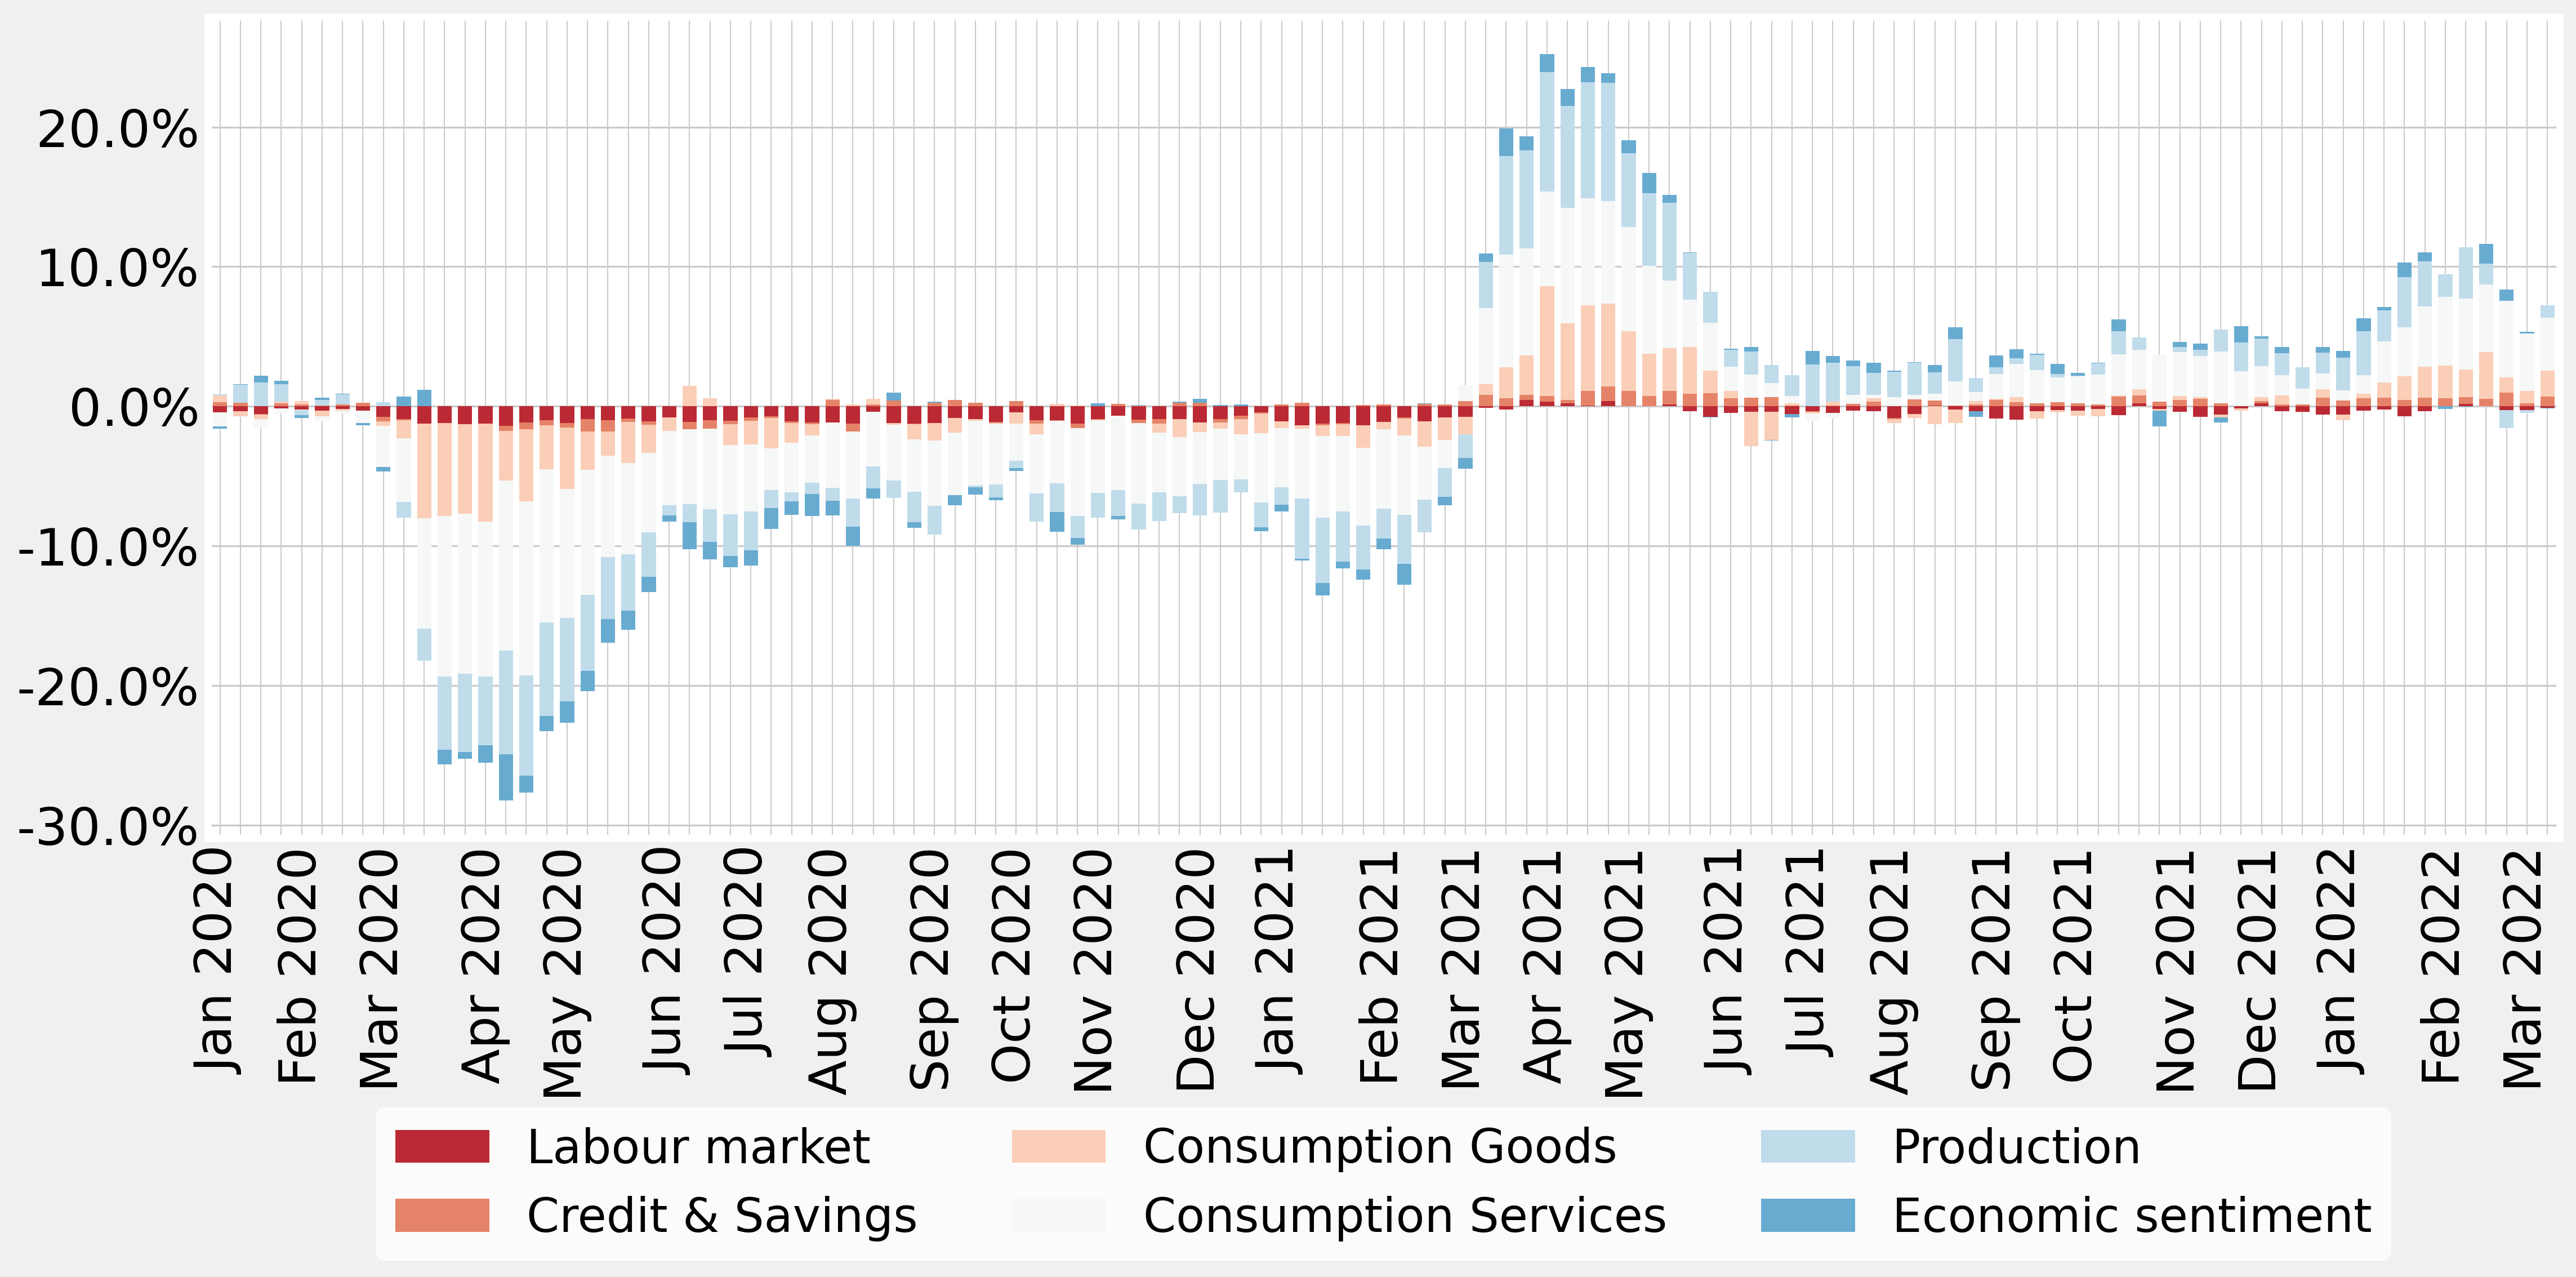 20.0%
10.0%
0.0%
-10.0%
-20.0%
-30.0%
Jan 2020
Feb 2020
Mar 2020
Apr 2020
May 2020
Jun 2020
Jul 2020
Aug 2020
Sep 2020
Oct 2020
Nov 2020
Dec 2020
Jan 2021
Feb 2021
Mar 2021
Apr 2021
May 2021
Jun 2021
Jul 2021
Aug 2021
Sep 2021
Oct 2021
Nov 2021
Dec 2021
Jan 2022
Feb 2022
Mar 2022
Labour market
Credit & Savings
Consumption Goods
Consumption Services
Production
Economic sentiment